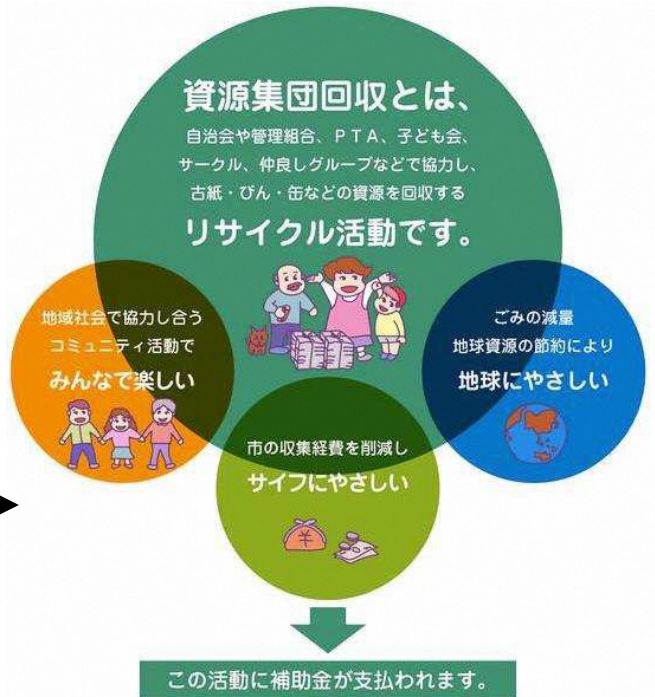 資源集団回収とは、
自治会や管理組合、PTA、子ども会、
サークル、仲良しグループなどで協力し、
古紙・びん・缶などの資源を回収する
リサイクル活動です。
地域社会で協力し合う
コミュニティ活動で
みんなで楽しい
市の収集経費を削減し
サイフにやさしい
ごみの減量
地球資源の節約により
地球にやさしい
この活動に補助金が支払われます。